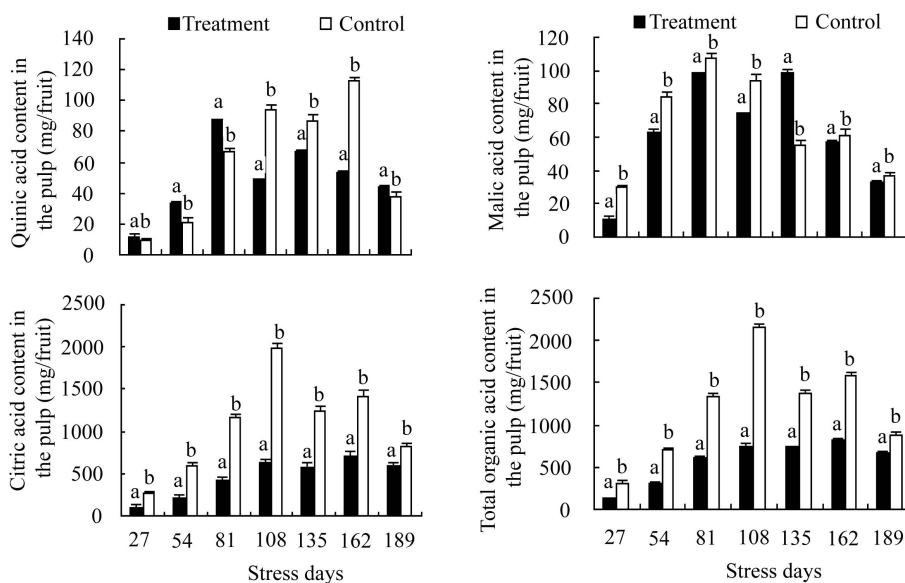 Treatment Control
Quinic acid content in
the pulp (mg/fruit)
140
120
100
80
60
40
20
0
ab
a b
a b
a b
a b
a b
a b
Treatment Control
Malic acid content in
the pulp (mg/fruit)
120
100
80
60
40
20
0
a b
a b
a b
a b
a b
a b
a b
Citric acid content in
the pulp (mg/fruit)
2500
2000
1500
1000
500
0
a b
a b
a b
a b
a b
a b
a b
27 54 81 108 135 162 189
Stress days
Total organic acid content in
the pulp (mg/fruit)
2500
2000
1500
1000
500
0
a b
a b
a b
a b
a b
a b
a b
27 54 81 108 135 162 189
Stress days